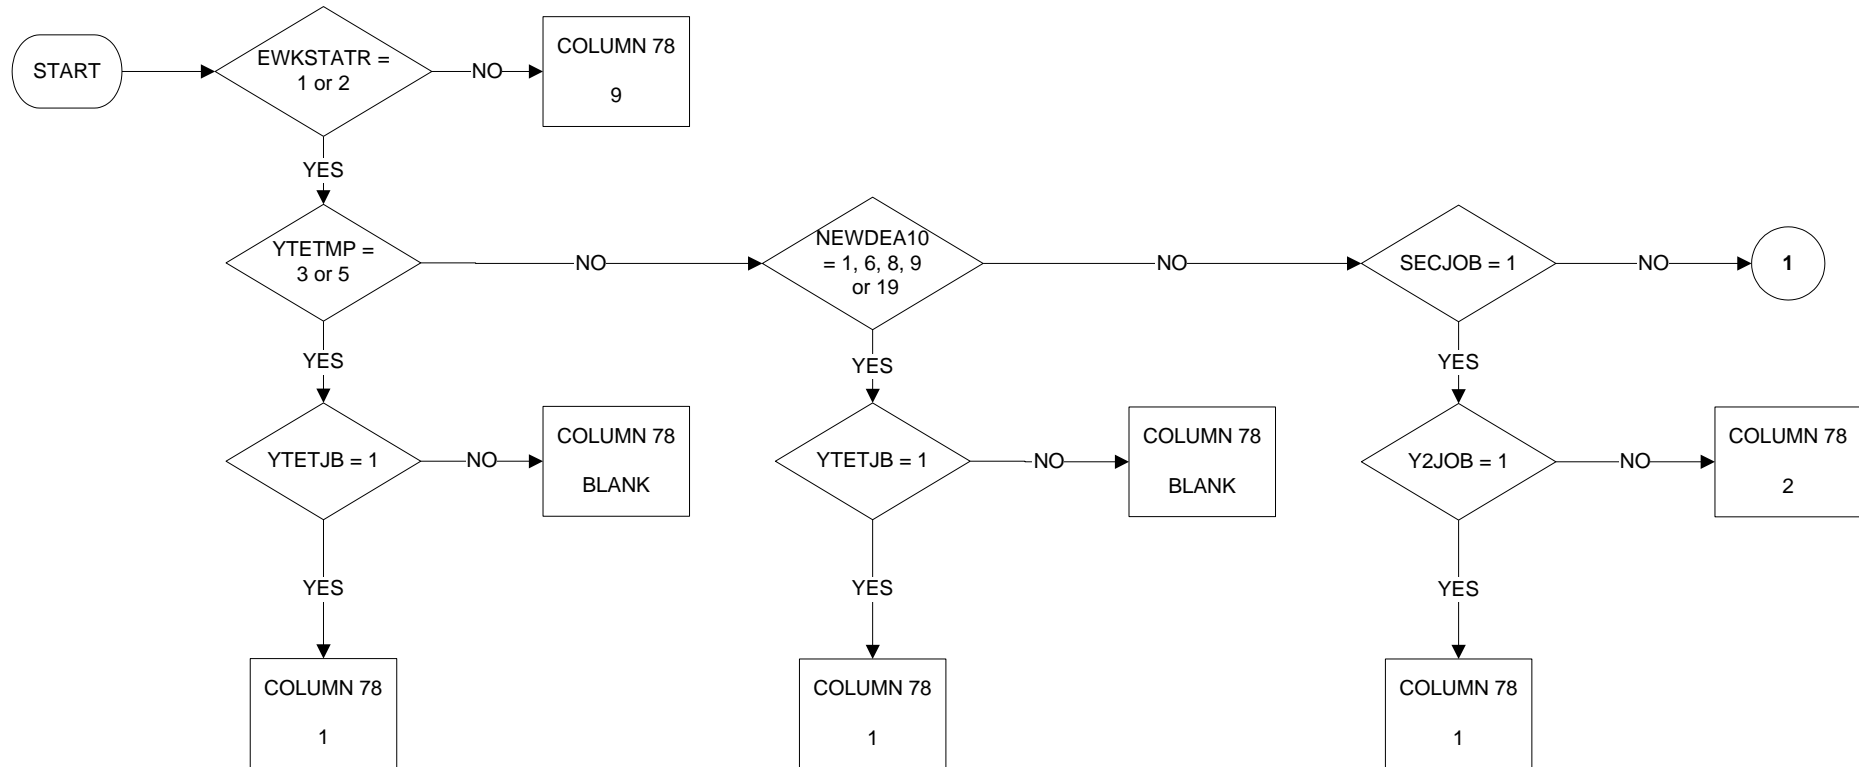 START
EWKSTATR =
1 or 2
NO
COLUMN 78
9
YES
YTETMP =
3 or 5
NO
NEWDEA10
= 1, 6, 8, 9
or 19
NO
SECJOB = 1
NO
1
YES
YES
YES
YTETJB = 1
NO
COLUMN 78
BLANK
YTETJB = 1
NO
COLUMN 78
BLANK
Y2JOB = 1
NO
COLUMN 78
2
YES
YES
YES
COLUMN 78
1
COLUMN 78
1
COLUMN 78
1